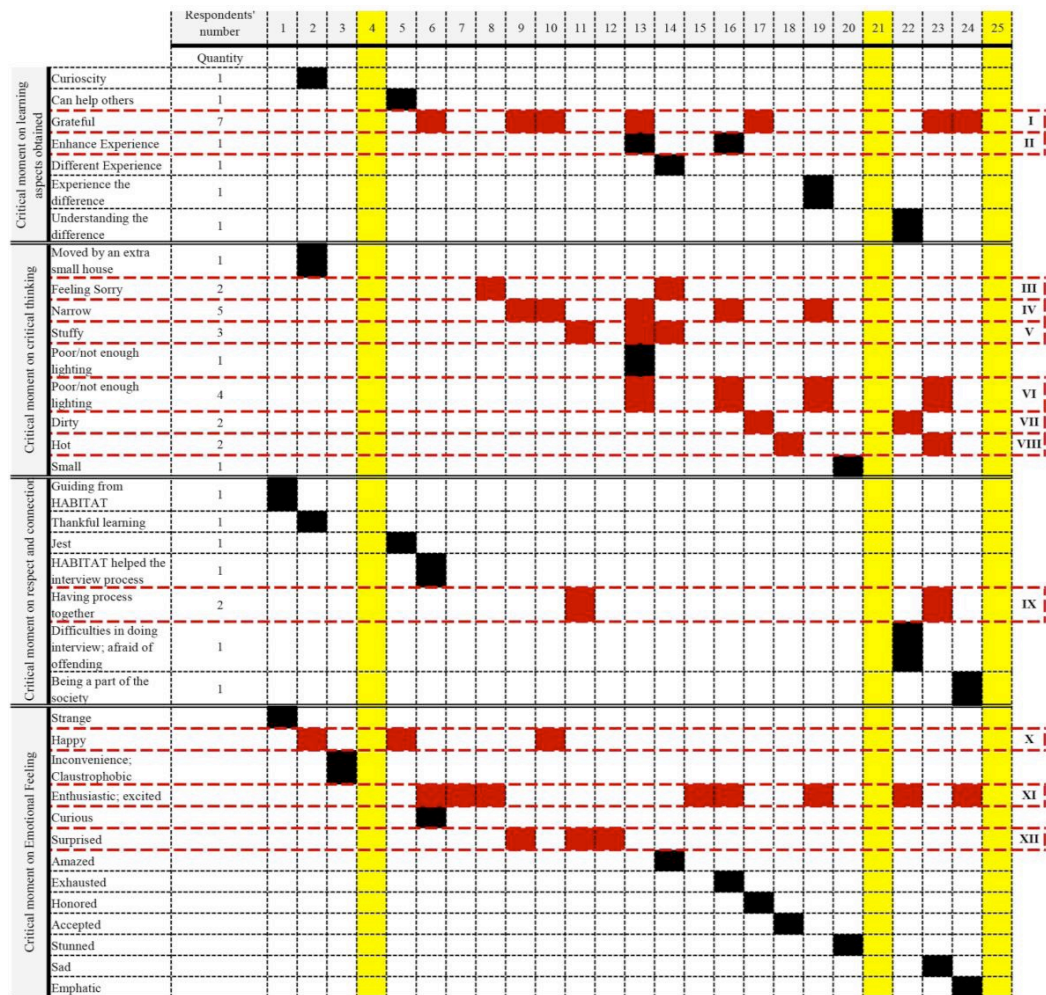 Respondents' number 1 2 3 4 5 6 7 8 9 10 11 12 13 14 15 16 17 18 19 20 21 22 23 24 25
Quantity
Critical moment on learning aspects obtained
Curioscity 1
Can help others 1
Grateful 7 I
Enhance Experience 1 II
Different Experience 1
Experience the
difference 1
Understanding the
difference 1
Critical moment on critical thinking
Moved by an extra
small house 1
Feeling Sorry 2 III
Narrow 5 IV
Stuffy 3 V
Poor/not enough
lighting 1
Poor/not enough
lighting 4 VI
Dirty 2 VII
Hot 2 VIII
Small 1
Critical moment on respect and connection
Guiding from
HABITAT 1
Thankful learning 1
Jest 1
HABITAT helped the
interview process 1
Having process
together 2 IX
Difficulties in doing
interview; afraid of
offending 1
Being a part of the
society 1
Critical moment on Emotional Feeling
Strange
Happy X
Inconvenience;
Claustrophobic
Enthusiastic; excited XI
Curious
Surprised XII
Amazed
Exhausted
Honored
Accepted
Stunned
Sad
Emphatic